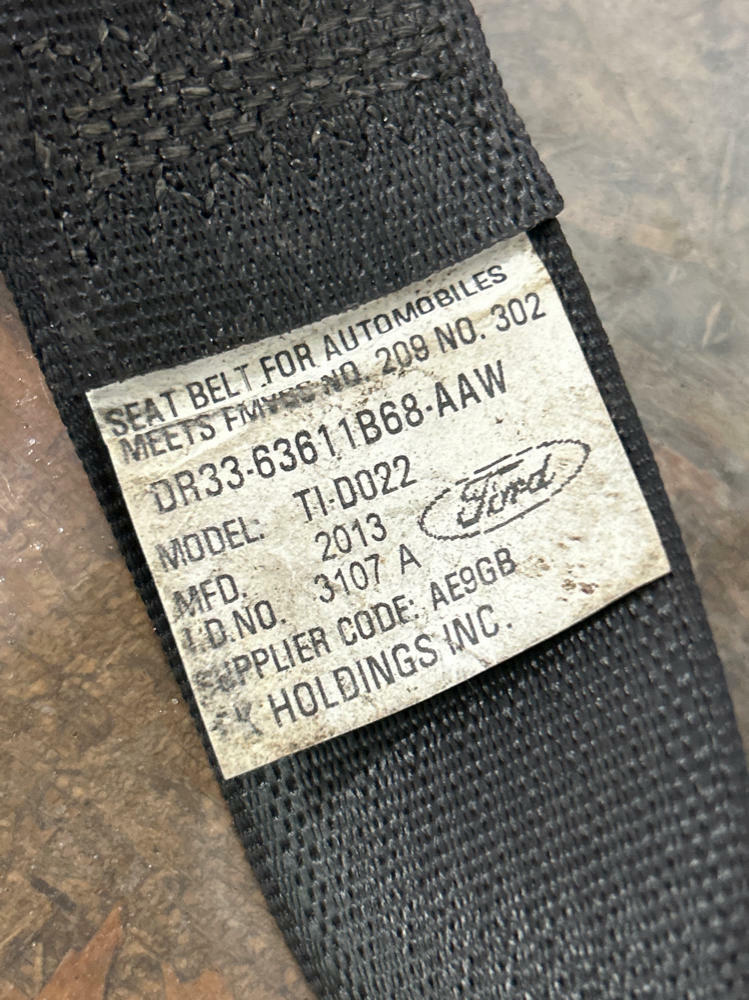 SEAT BELT FOR AUTOMOBILES
MEETS FMVSS NO. 209 NO. 302
DR33-63611B68-AAW
MODEL: TI-D022
MFD. 2013
I.D.NO. 3107 A
Ford
SUPPLIER CODE: AE9GB
HOLDINGS INC.